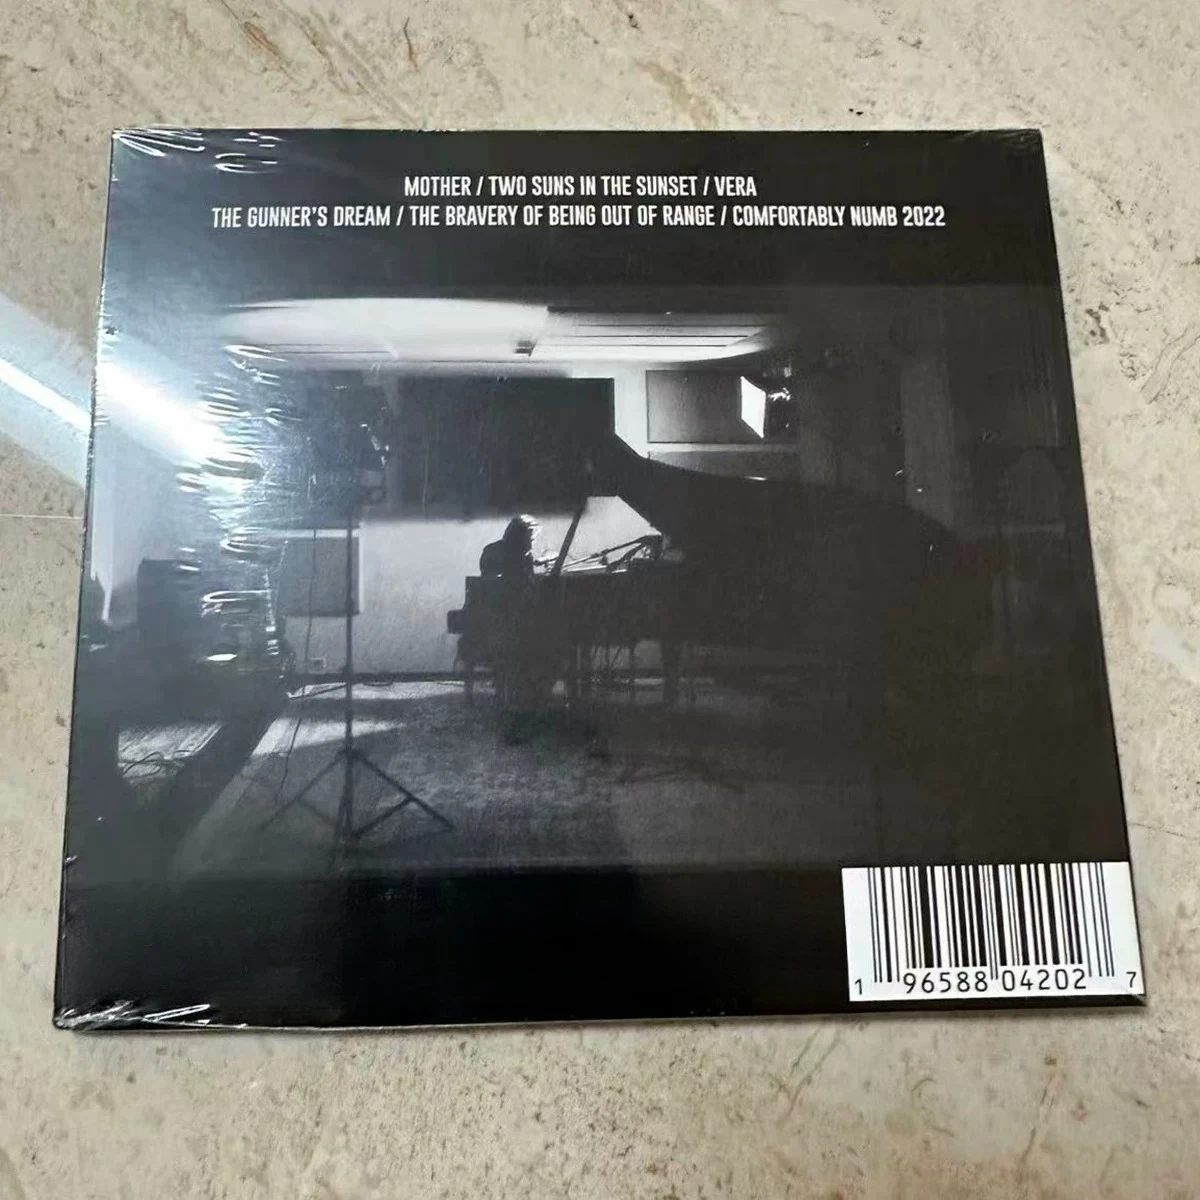 MOTHER / TWO SUNS IN THE SUNSET / VERA
THE GUNNER'S DREAM / THE BRAVERY OF BEING OUT OF RANGE / COMFORTABLY NUMB 2022
1 96588 04202 7